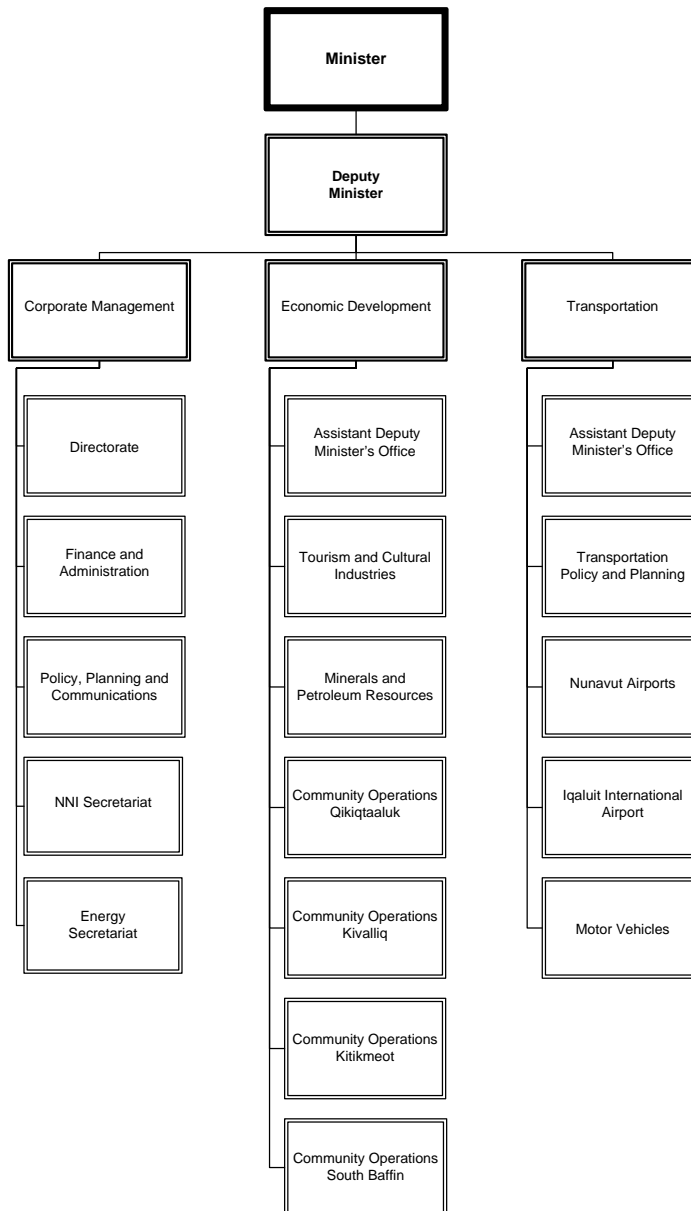 Minister
Deputy
Minister
Corporate Management
Economic Development
Transportation
Directorate
Finance and
Administration
Policy, Planning and
Communications
NNI Secretariat
Energy
Secretariat
Assistant Deputy
Minister’s Office
Tourism and Cultural
Industries
Minerals and
Petroleum Resources
Community Operations
Qikiqtaaluk
Community Operations
Kivalliq
Community Operations
Kitikmeot
Community Operations
South Baffin
Assistant Deputy
Minister’s Office
Transportation
Policy and Planning
Nunavut Airports
Iqaluit International
Airport
Motor Vehicles